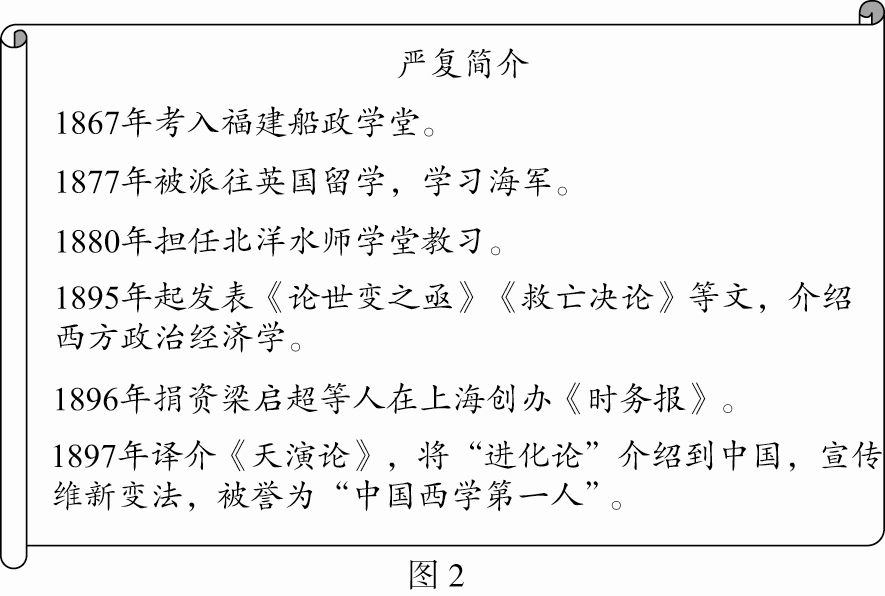 严复简介
1867年考入福建船政学堂。
1877年被派往英国留学，学习海军。
1880年担任北洋水师学堂教习。
1895年起发表《论世变之亟》《救亡决论》等文，介绍
西方政治经济学。
1896年捐资梁启超等人在上海创办《时务报》。
1897年译介《天演论》，将“进化论”介绍到中国，宣传
维新变法，被誉为“中国西学第一人”。
图2